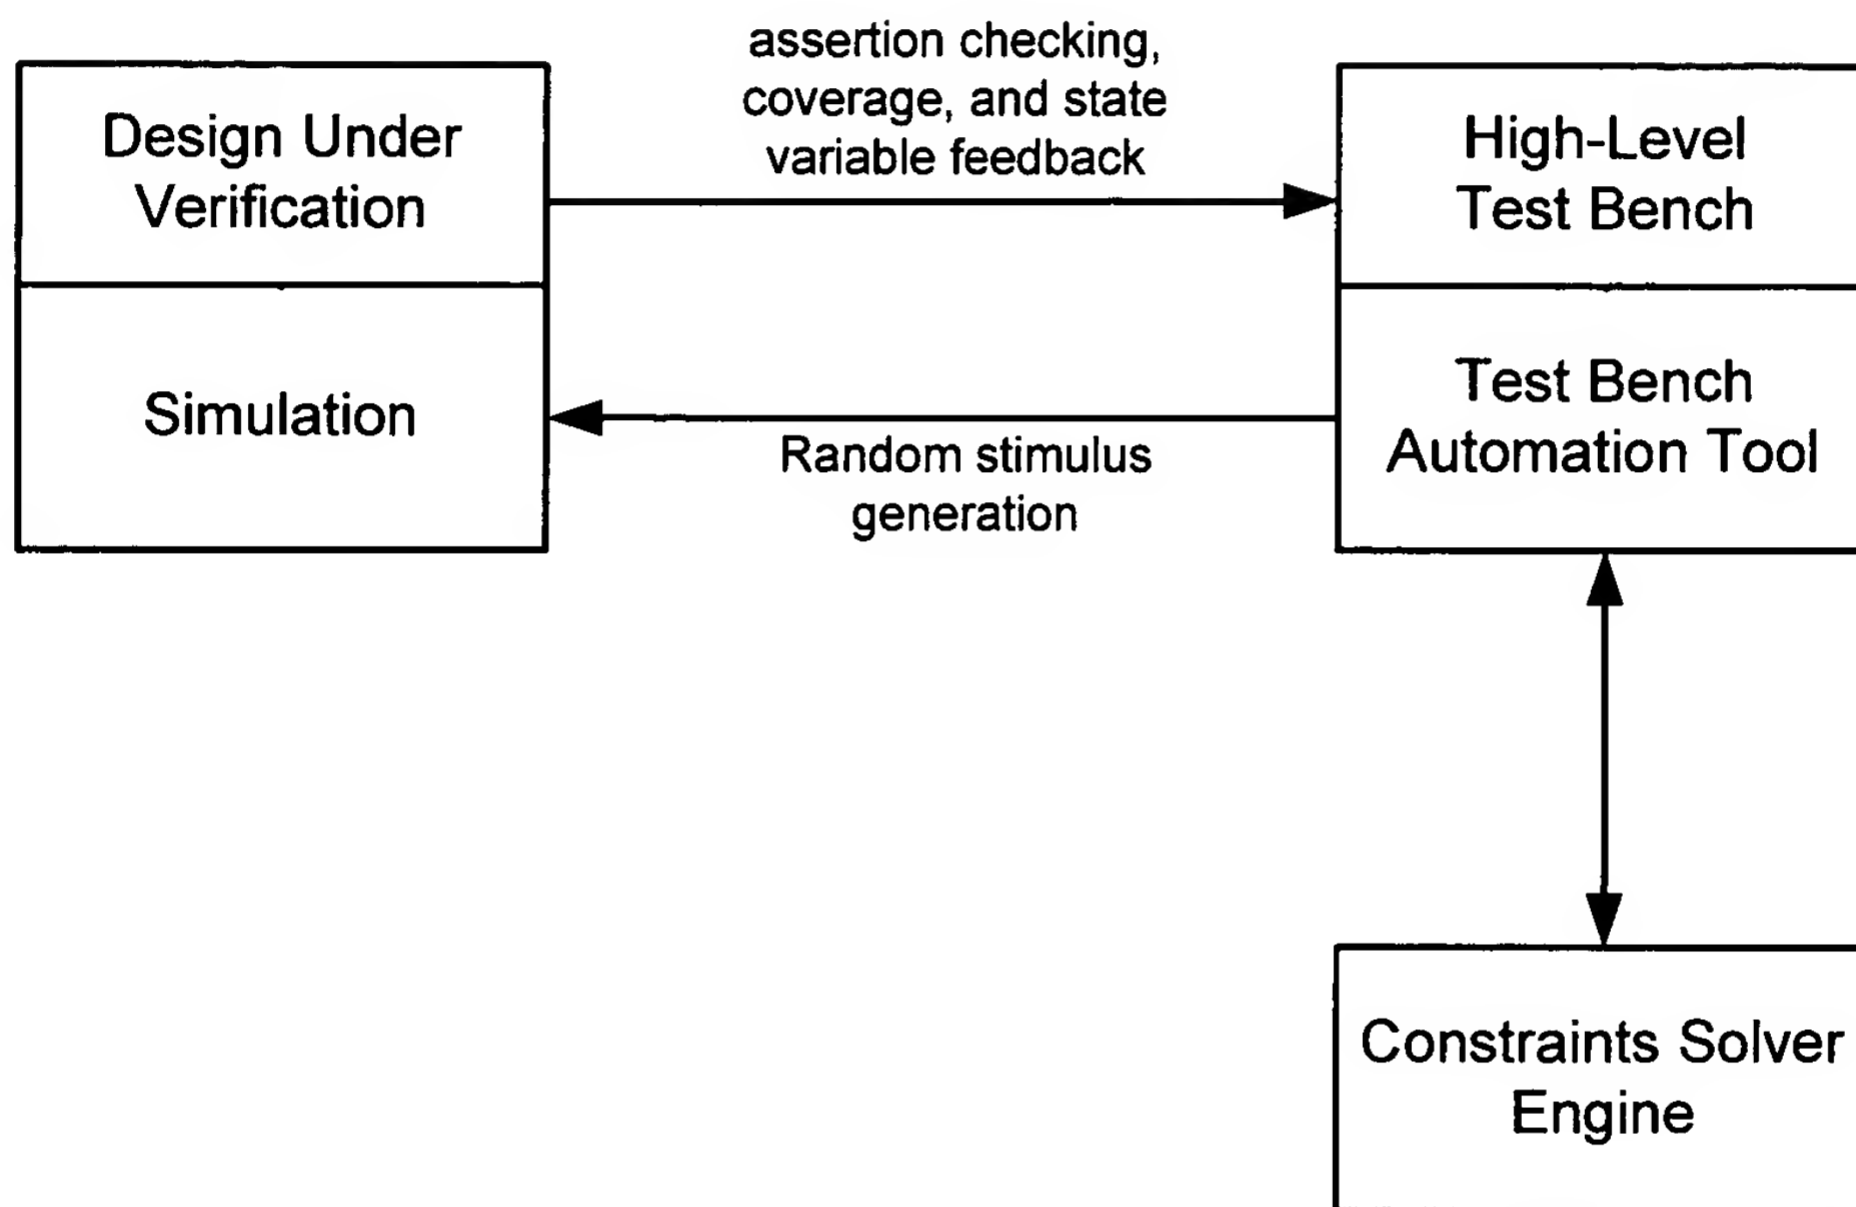 assertion checking,
coverage, and state
variable feedback
Design Under
Verification
High-Level
Test Bench
Simulation
Test Bench
Automation Tool
Random stimulus
generation
Constraints Solver
Engine